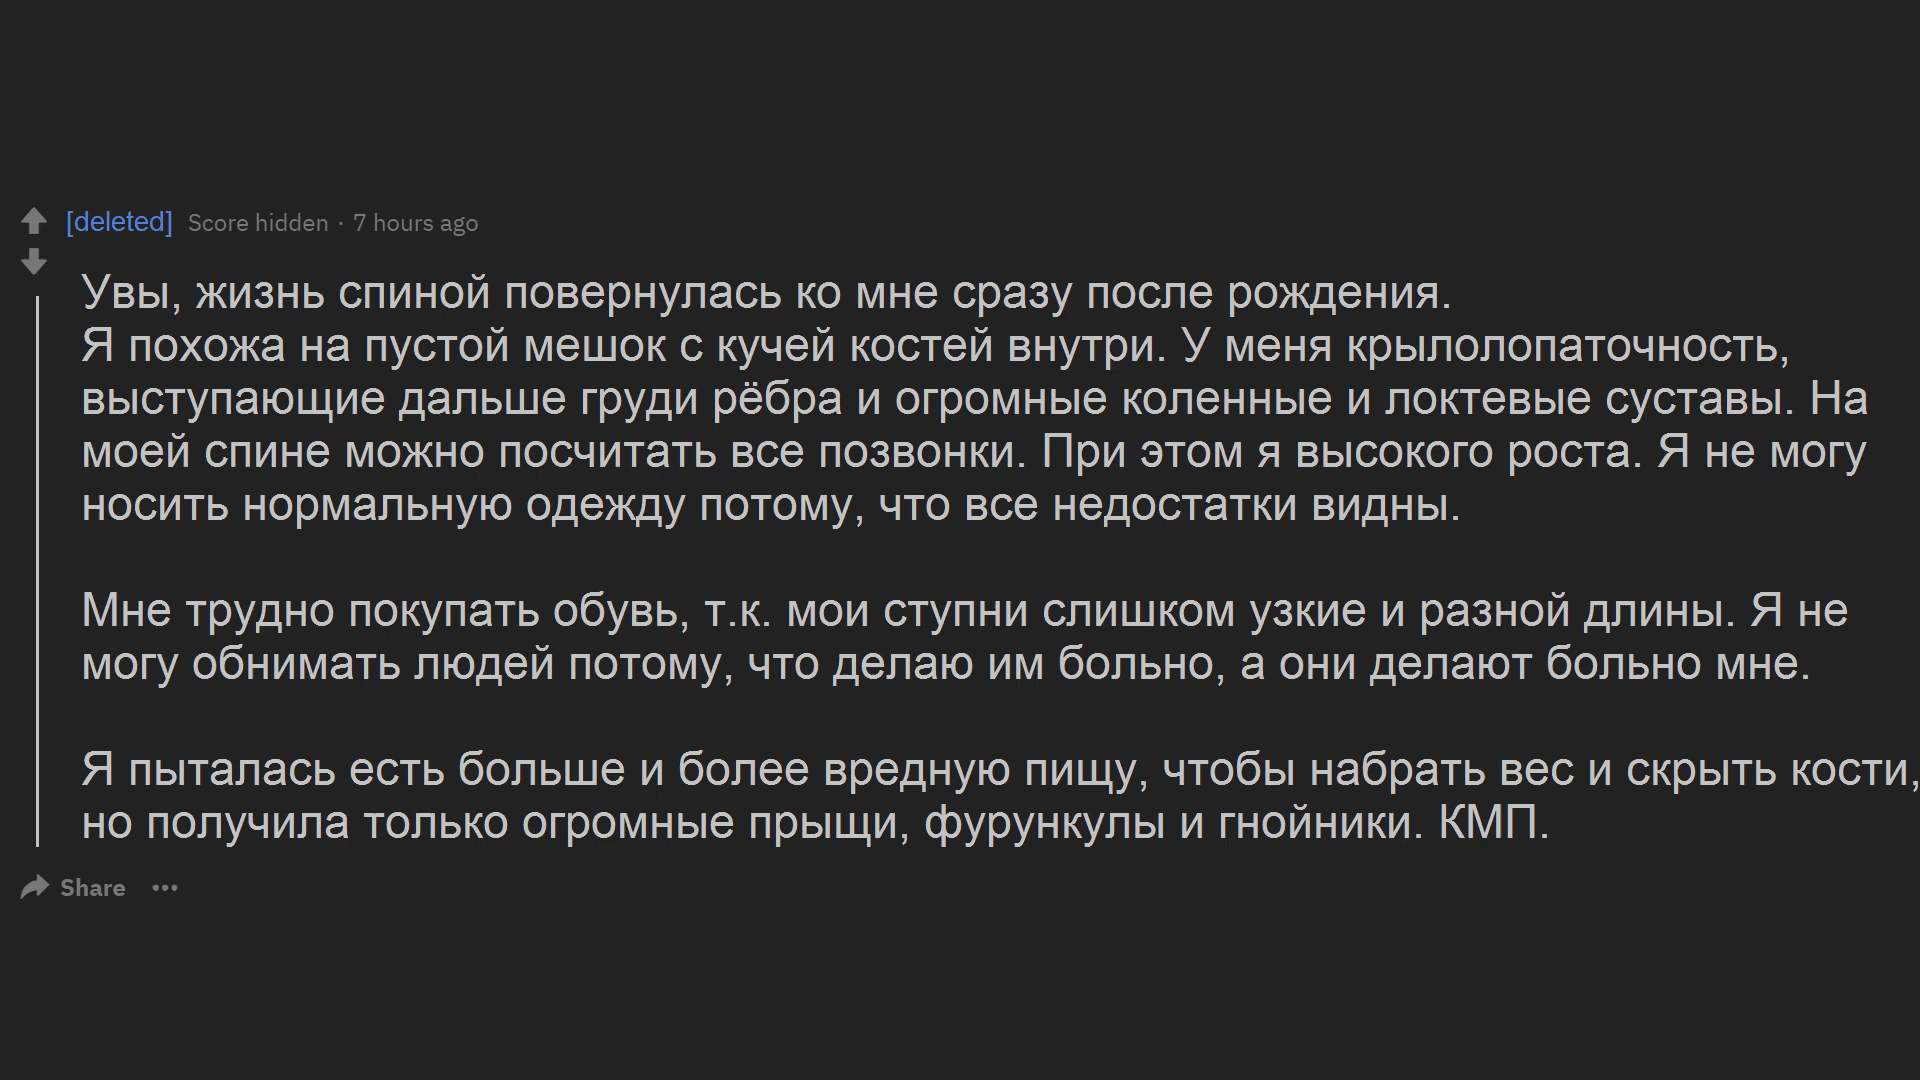 [deleted] Score hidden · 7 hours ago
Увы, жизнь спиной повернулась ко мне сразу после рождения.
Я похожа на пустой мешок с кучей костей внутри. У меня крылолопаточность,
выступающие дальше груди рёбра и огромные коленные и локтевые суставы. На
моей спине можно посчитать все позвонки. При этом я высокого роста. Я не могу
носить нормальную одежду потому, что все недостатки видны.
Мне трудно покупать обувь, т.к. мои ступни слишком узкие и разной длины. Я не
могу обнимать людей потому, что делаю им больно, а они делают больно мне.
Я пыталась есть больше и более вредную пищу, чтобы набрать вес и скрыть кости,
но получила только огромные прыщи, фурункулы и гнойники. КМП.
Share ···